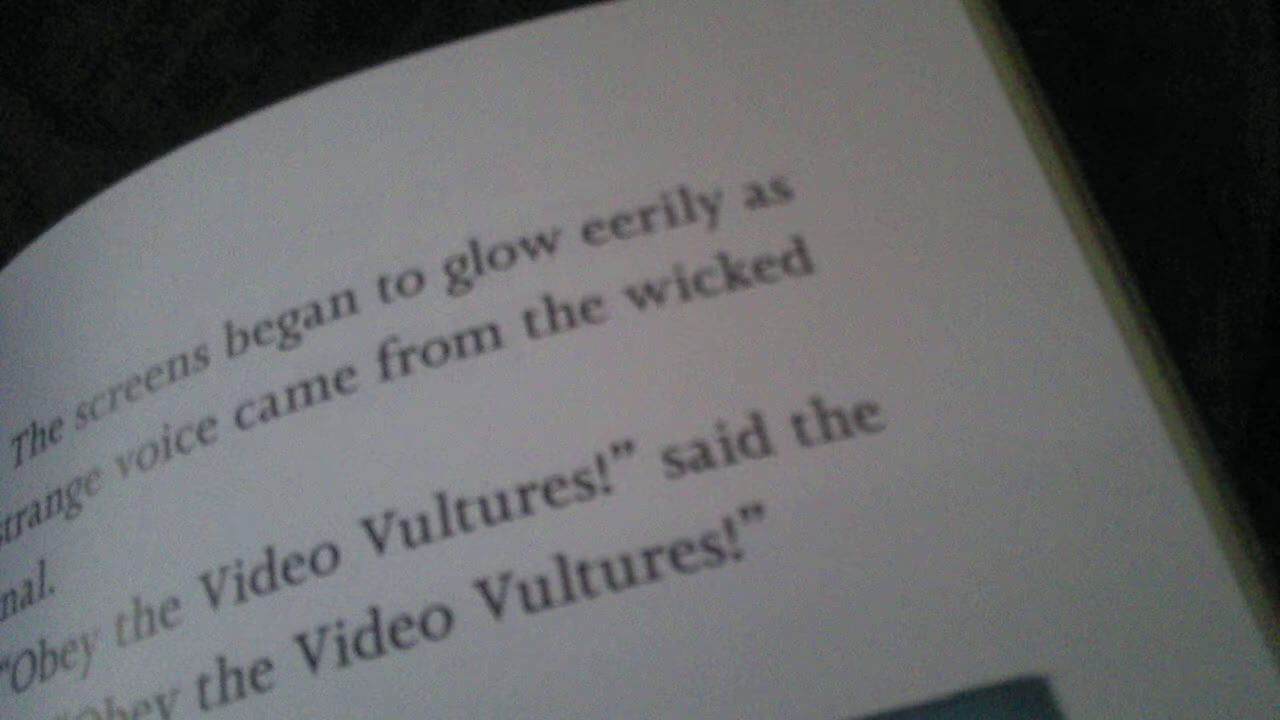 The screens began to glow eerily as
strange voice came from the wicked
nal.
"Obey the Video Vultures!" said the
"Obey the Video Vultures!"